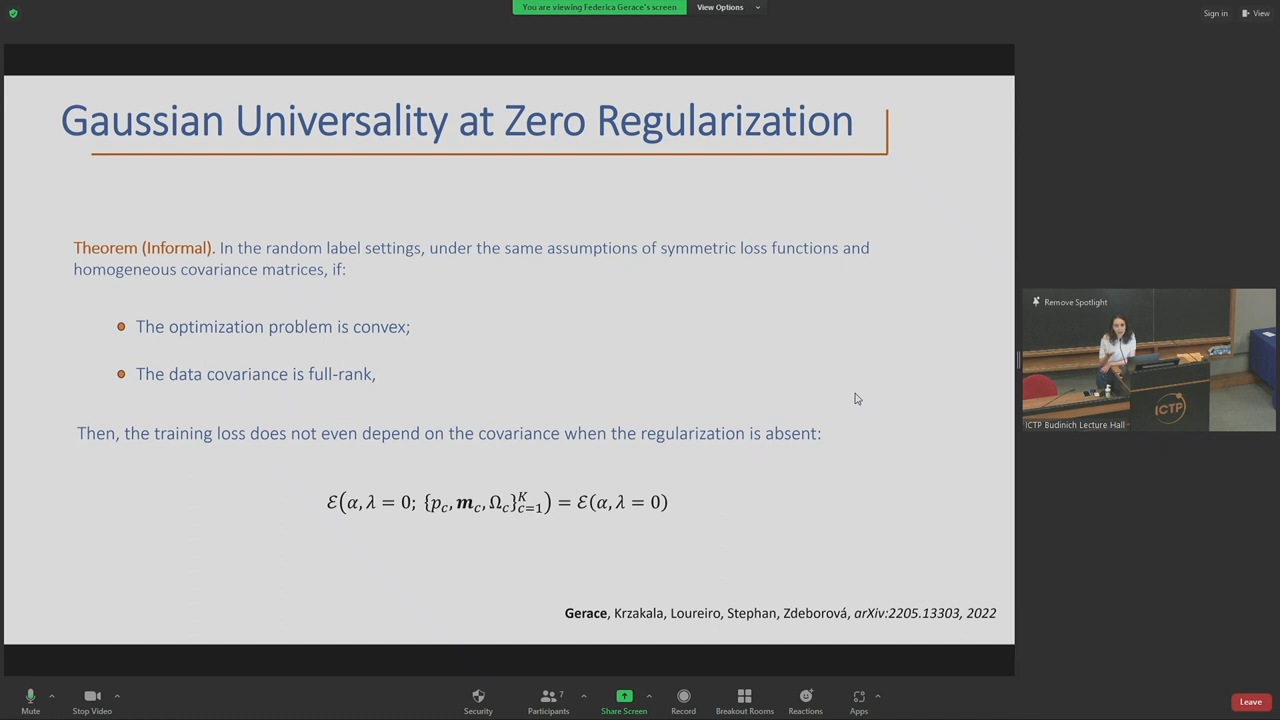 You are viewing Federica Gerace's screen
View Options
Sign in
View
Gaussian Universality at Zero Regularization
Theorem (Informal). In the random label settings, under the same assumptions of symmetric loss functions and
homogeneous covariance matrices, if:
The optimization problem is convex;
The data covariance is full-rank,
Then, the training loss does not even depend on the covariance when the regularization is absent:
ℰ(α, λ = 0; {p_c, m_c, Ω_c}_{c=1}^K) = ℰ(α, λ = 0)
Gerace, Krzakala, Loureiro, Stephan, Zdeborová, arXiv:2205.13303, 2022
Remove Spotlight
ICTP
ICTP Budinich Lecture Hall
Mute
Stop Video
Security
Participants
7
Share Screen
Record
Breakout Rooms
Reactions
Apps
Leave